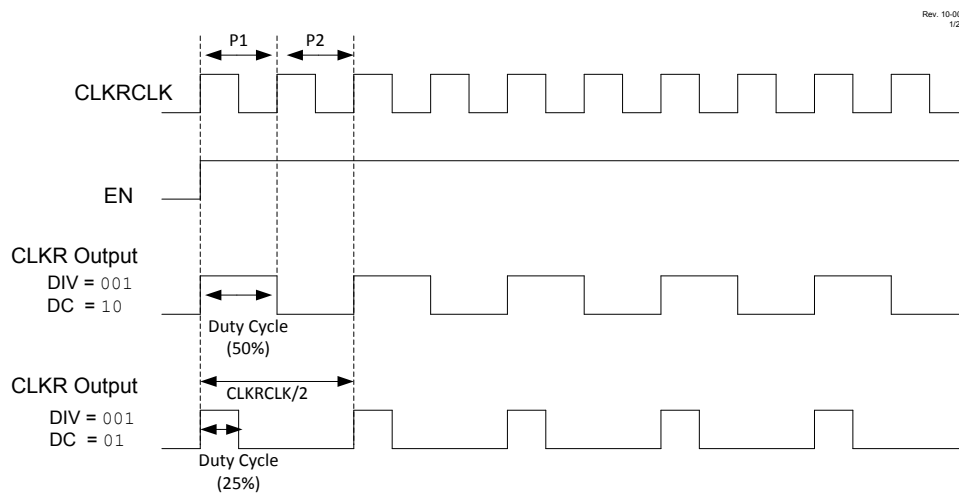 Rev. 10-00
1/2
P1
P2
CLKRCLK
EN
CLKR Output
DIV = 001
DC = 10
Duty Cycle
(50%)
CLKR Output
CLKRCLK/2
DIV = 001
DC = 01
Duty Cycle
(25%)